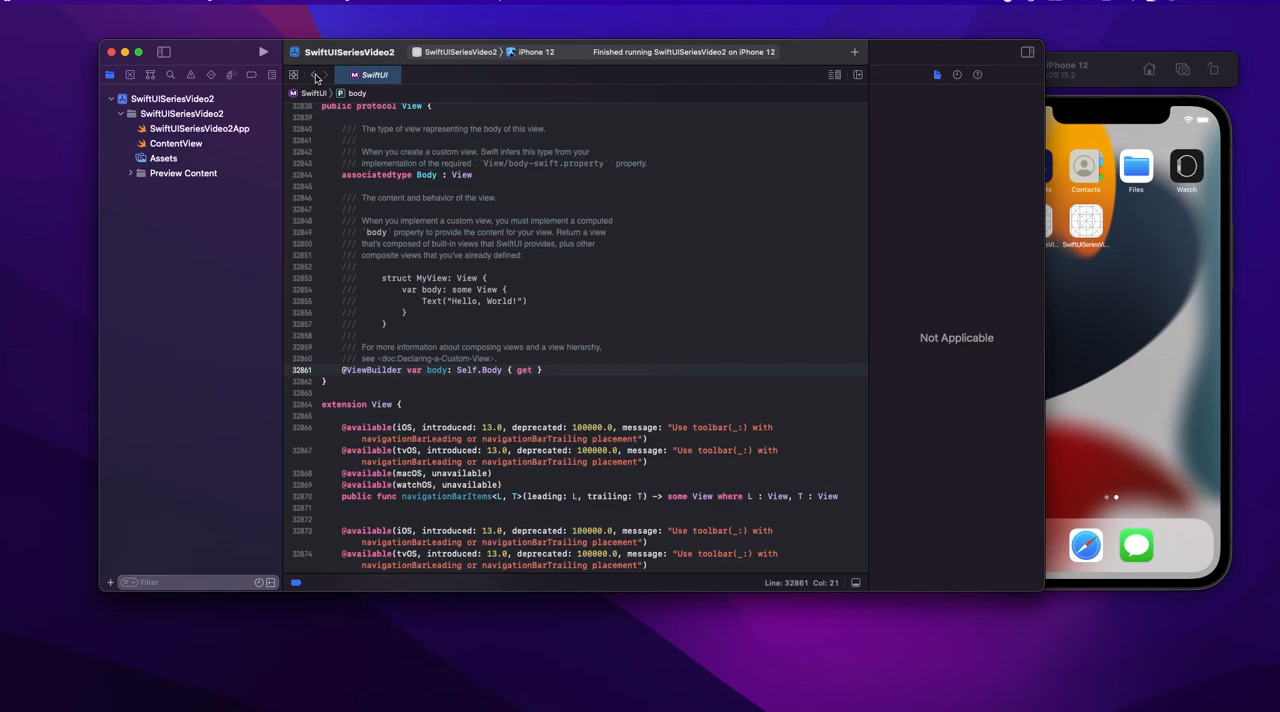 SwiftUISeriesVideo2
SwiftUISeriesVideo2 〉 iPhone 12
Finished running SwiftUISeriesVideo2 on iPhone 12
SwiftUI
SwiftUI 〉 body
SwiftUISeriesVideo2
SwiftUISeriesVideo2
SwiftUISeriesVideo2App
ContentView
Assets
Preview Content
32838 public protocol View {
32839
32840 /// The type of view representing the body of this view.
32841 ///
32842 /// When you create a custom view, Swift infers this type from your
32843 /// implementation of the required ``View/body-swift.property`` property.
32844 associatedtype Body : View
32845
32846 /// The content and behavior of the view.
32847 ///
32848 /// When you implement a custom view, you must implement a computed
32849 /// `body` property to provide the content for your view. Return a view
32850 /// that's composed of built-in views that SwiftUI provides, plus other
32851 /// composite views that you've already defined:
32852 ///
32853 /// struct MyView: View {
32854 /// var body: some View {
32855 /// Text("Hello, World!")
32856 /// }
32857 /// }
32858 ///
32859 /// For more information about composing views and a view hierarchy,
32860 /// see <doc:Declaring-a-Custom-View>.
32861 @ViewBuilder var body: Self.Body { get }
32862 }
32863
32864 extension View {
32865
32866 @available(iOS, introduced: 13.0, deprecated: 100000.0, message: "Use toolbar(_:) with
navigationBarLeading or navigationBarTrailing placement")
32867 @available(tvOS, introduced: 13.0, deprecated: 100000.0, message: "Use toolbar(_:) with
navigationBarLeading or navigationBarTrailing placement")
32868 @available(macOS, unavailable)
32869 @available(watchOS, unavailable)
32870 public func navigationBarItems<L, T>(leading: L, trailing: T) -> some View where L : View, T : View
32871
32872
32873 @available(iOS, introduced: 13.0, deprecated: 100000.0, message: "Use toolbar(_:) with
navigationBarLeading or navigationBarTrailing placement")
32874 @available(tvOS, introduced: 13.0, deprecated: 100000.0, message: "Use toolbar(_:) with
navigationBarLeading or navigationBarTrailing placement")
Filter
Line: 32861 Col: 21
Not Applicable
iPhone 12
iOS 15.2
Contacts
Files
Watch
SwiftUISeriesVi...